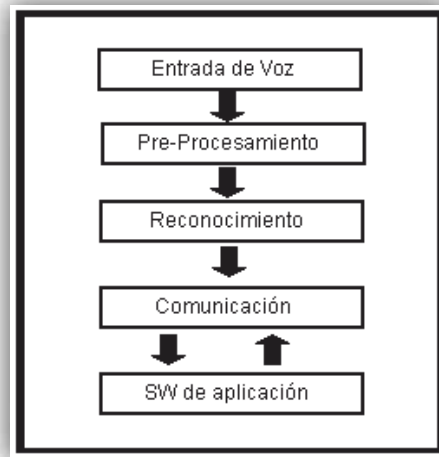 Entrada de Voz
Pre-Procesamiento
Reconocimiento
Comunicación
SW de aplicación